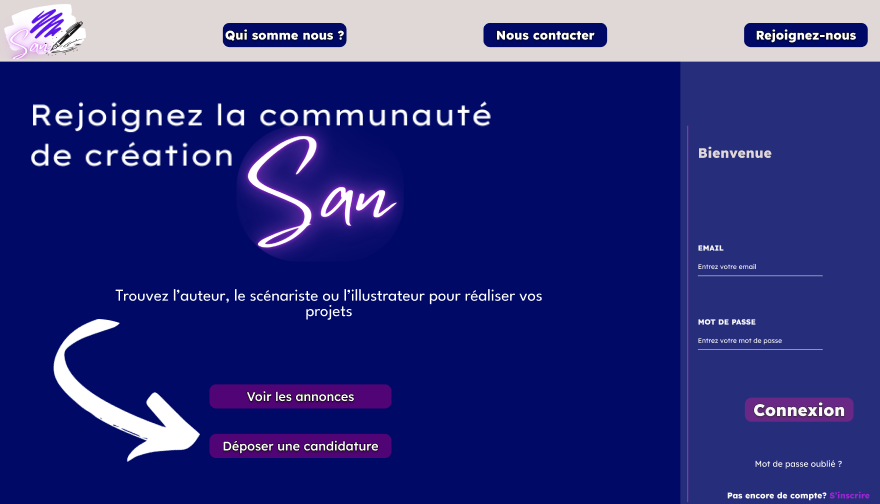 San
Qui somme nous ?
Nous contacter
Rejoignez-nous
Rejoignez la communauté
de création
San
Trouvez l'auteur, le scénariste ou l'illustrateur pour réaliser vos
projets
Voir les annonces
Déposer une candidature
Bienvenue
EMAIL
Entrez votre email
MOT DE PASSE
Entrez votre mot de passe
Connexion
Mot de passe oublié ?
Pas encore de compte? S'inscrire